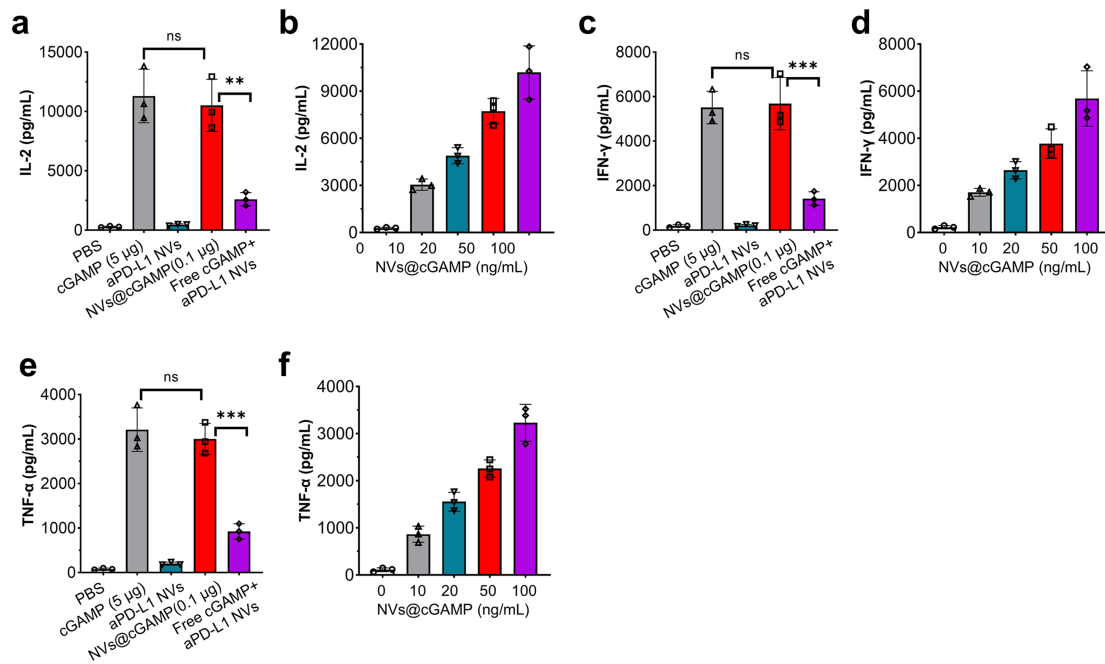 a
ns
**
IL-2 (pg/mL)
15000
10000
5000
0
PBS
cGAMP (5 μg)
aPD-L1 NVs
NVs@cGAMP(0.1 μg)
Free cGAMP+
aPD-L1 NVs
b
IL-2 (pg/mL)
12000
9000
6000
3000
0
0 10 20 50 100
NVs@cGAMP (ng/mL)
c
ns
***
IFN-γ (pg/mL)
8000
6000
4000
2000
0
PBS
cGAMP (5 μg)
aPD-L1 NVs
NVs@cGAMP(0.1 μg)
Free cGAMP+
aPD-L1 NVs
d
IFN-γ (pg/mL)
8000
6000
4000
2000
0
0 10 20 50 100
NVs@cGAMP (ng/mL)
e
ns
***
TNF-α (pg/mL)
4000
3000
2000
1000
0
PBS
cGAMP (5 μg)
aPD-L1 NVs
NVs@cGAMP(0.1 μg)
Free cGAMP+
aPD-L1 NVs
f
TNF-α (pg/mL)
4000
3000
2000
1000
0
0 10 20 50 100
NVs@cGAMP (ng/mL)